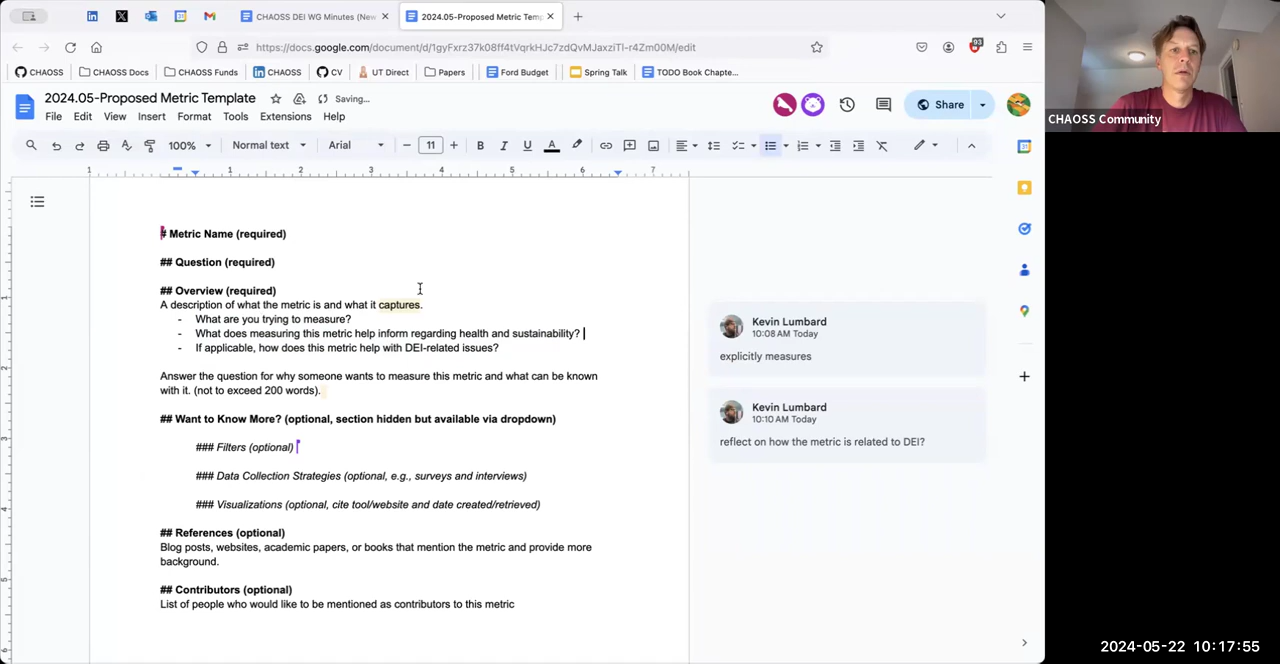 CHAOSS DEI WG Minutes (New
2024.05-Proposed Metric Temp
https://docs.google.com/document/d/1gyFxrz37k08ff4tVqrkHJc7zdQvMJaxziTl-r4Zm00M/edit
93
CHAOSS
CHAOSS Docs
CHAOSS Funds
CHAOSS
CV
UT Direct
Papers
Ford Budget
Spring Talk
TODO Book Chapte...
2024.05-Proposed Metric Template
Saving...
File Edit View Insert Format Tools Extensions Help
Share
100% Normal text Arial 11
1 1 2 3 4 5 6 7
# Metric Name (required)
## Question (required)
## Overview (required)
A description of what the metric is and what it captures.
- What are you trying to measure?
- What does measuring this metric help inform regarding health and sustainability?
- If applicable, how does this metric help with DEI-related issues?
Answer the question for why someone wants to measure this metric and what can be known
with it. (not to exceed 200 words).
## Want to Know More? (optional, section hidden but available via dropdown)
### Filters (optional)
### Data Collection Strategies (optional, e.g., surveys and interviews)
### Visualizations (optional, cite tool/website and date created/retrieved)
## References (optional)
Blog posts, websites, academic papers, or books that mention the metric and provide more
background.
## Contributors (optional)
List of people who would like to be mentioned as contributors to this metric
Kevin Lumbard
10:08 AM Today
explicitly measures
Kevin Lumbard
10:10 AM Today
reflect on how the metric is related to DEI?
CHAOSS Community
2024-05-22 10:17:55